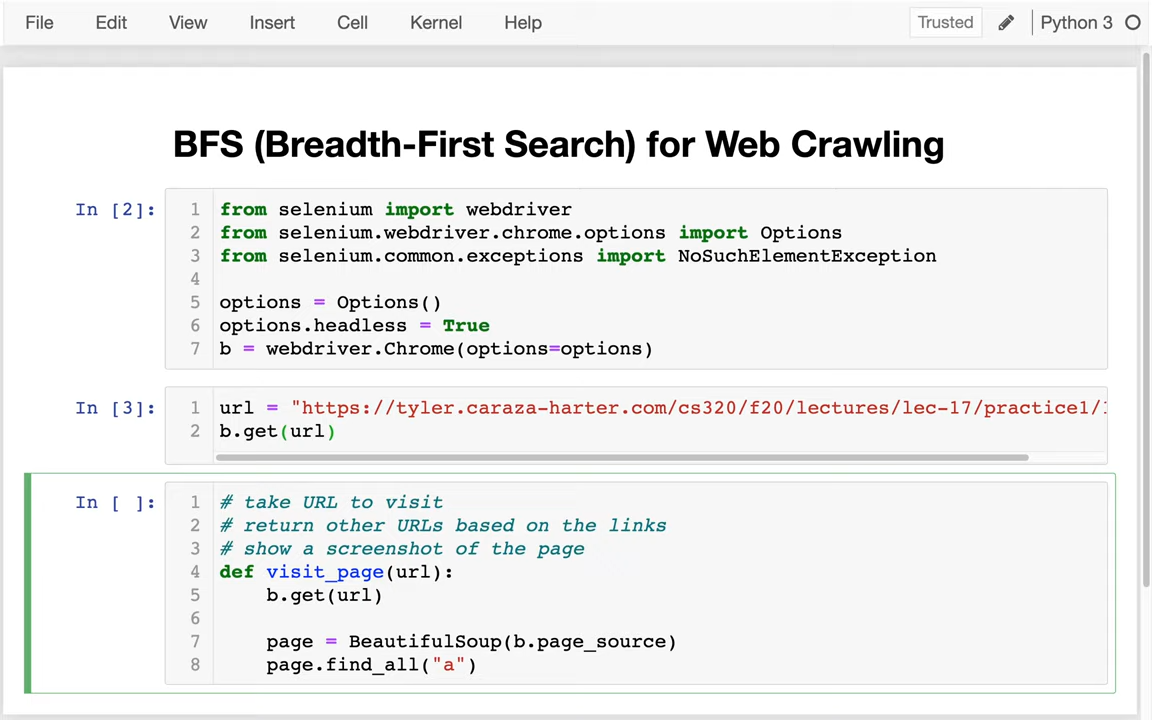 File Edit View Insert Cell Kernel Help Trusted Python 3
BFS (Breadth-First Search) for Web Crawling
In [2]:
1 from selenium import webdriver
2 from selenium.webdriver.chrome.options import Options
3 from selenium.common.exceptions import NoSuchElementException
4
5 options = Options()
6 options.headless = True
7 b = webdriver.Chrome(options=options)
In [3]:
1 url = "https://tyler.caraza-harter.com/cs320/f20/lectures/lec-17/practice1/
2 b.get(url)
In [ ]:
1 # take URL to visit
2 # return other URLs based on the links
3 # show a screenshot of the page
4 def visit_page(url):
5     b.get(url)
6
7     page = BeautifulSoup(b.page_source)
8     page.find_all("a")